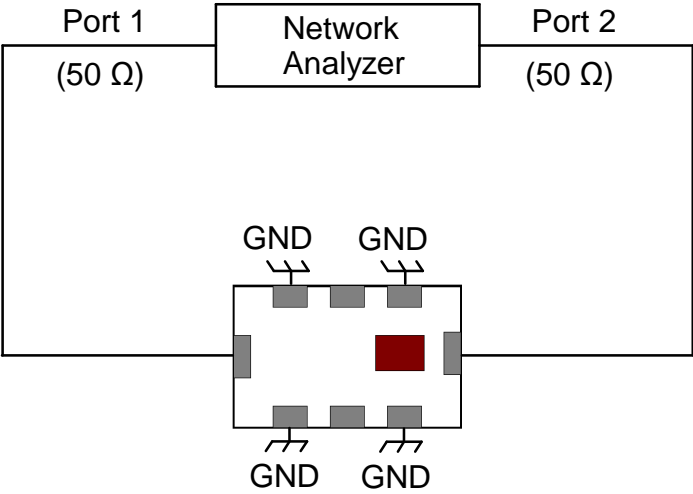 Port 1
Network
Analyzer
Port 2
(50 Ω)
(50 Ω)
GND
GND
GND
GND